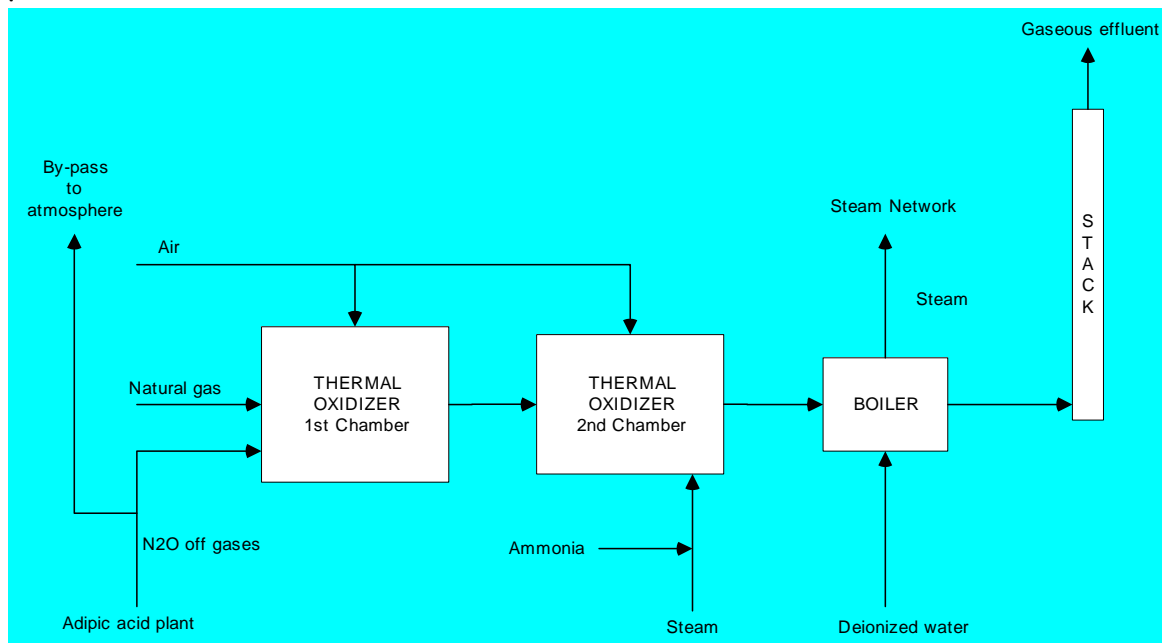 Gaseous effluent
By-pass
to
atmosphere
Steam Network
S
T
A
C
K
Air
Steam
Natural gas
THERMAL
OXIDIZER
1st Chamber
THERMAL
OXIDIZER
2nd Chamber
BOILER
N2O off gases
Ammonia
Adipic acid plant
Steam
Deionized water